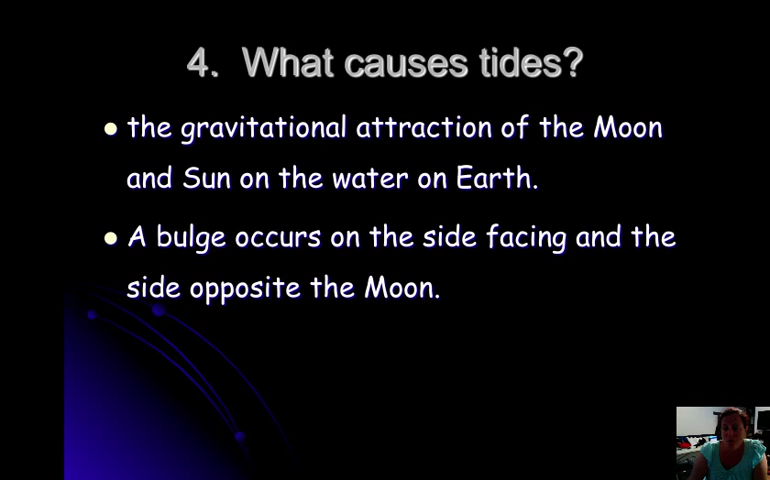 4. What causes tides?
the gravitational attraction of the Moon
and Sun on the water on Earth.
A bulge occurs on the side facing and the
side opposite the Moon.